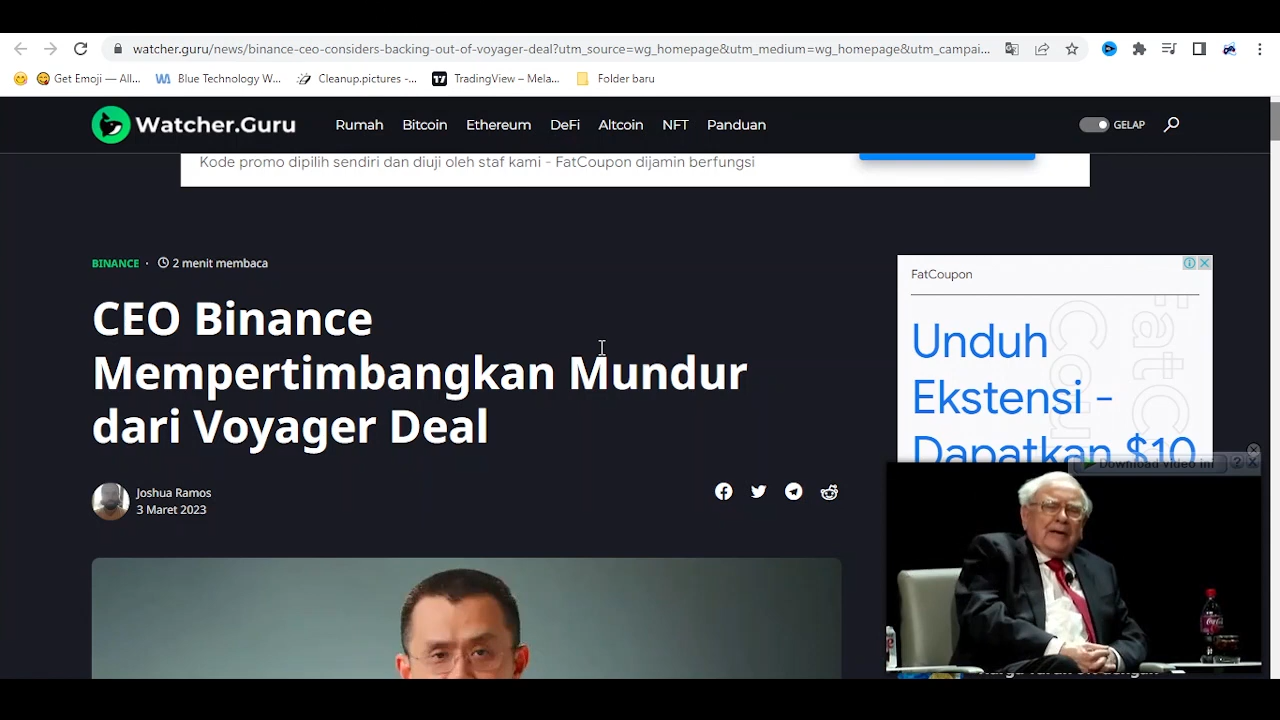 watcher.guru/news/binance-ceo-considers-backing-out-of-voyager-deal?utm_source=wg_homepage&utm_medium=wg_homepage&utm_campai...
Get Emoji — All...
Blue Technology W...
Cleanup.pictures -...
TradingView – Mela...
Folder baru
Watcher.Guru
Rumah
Bitcoin
Ethereum
DeFi
Altcoin
NFT
Panduan
GELAP
Kode promo dipilih sendiri dan diuji oleh staf kami - FatCoupon dijamin berfungsi
BINANCE · 2 menit membaca
CEO Binance
Mempertimbangkan Mundur
dari Voyager Deal
Joshua Ramos
3 Maret 2023
FatCoupon
Unduh
Ekstensi -
Dapatkan $10
Download Video ini